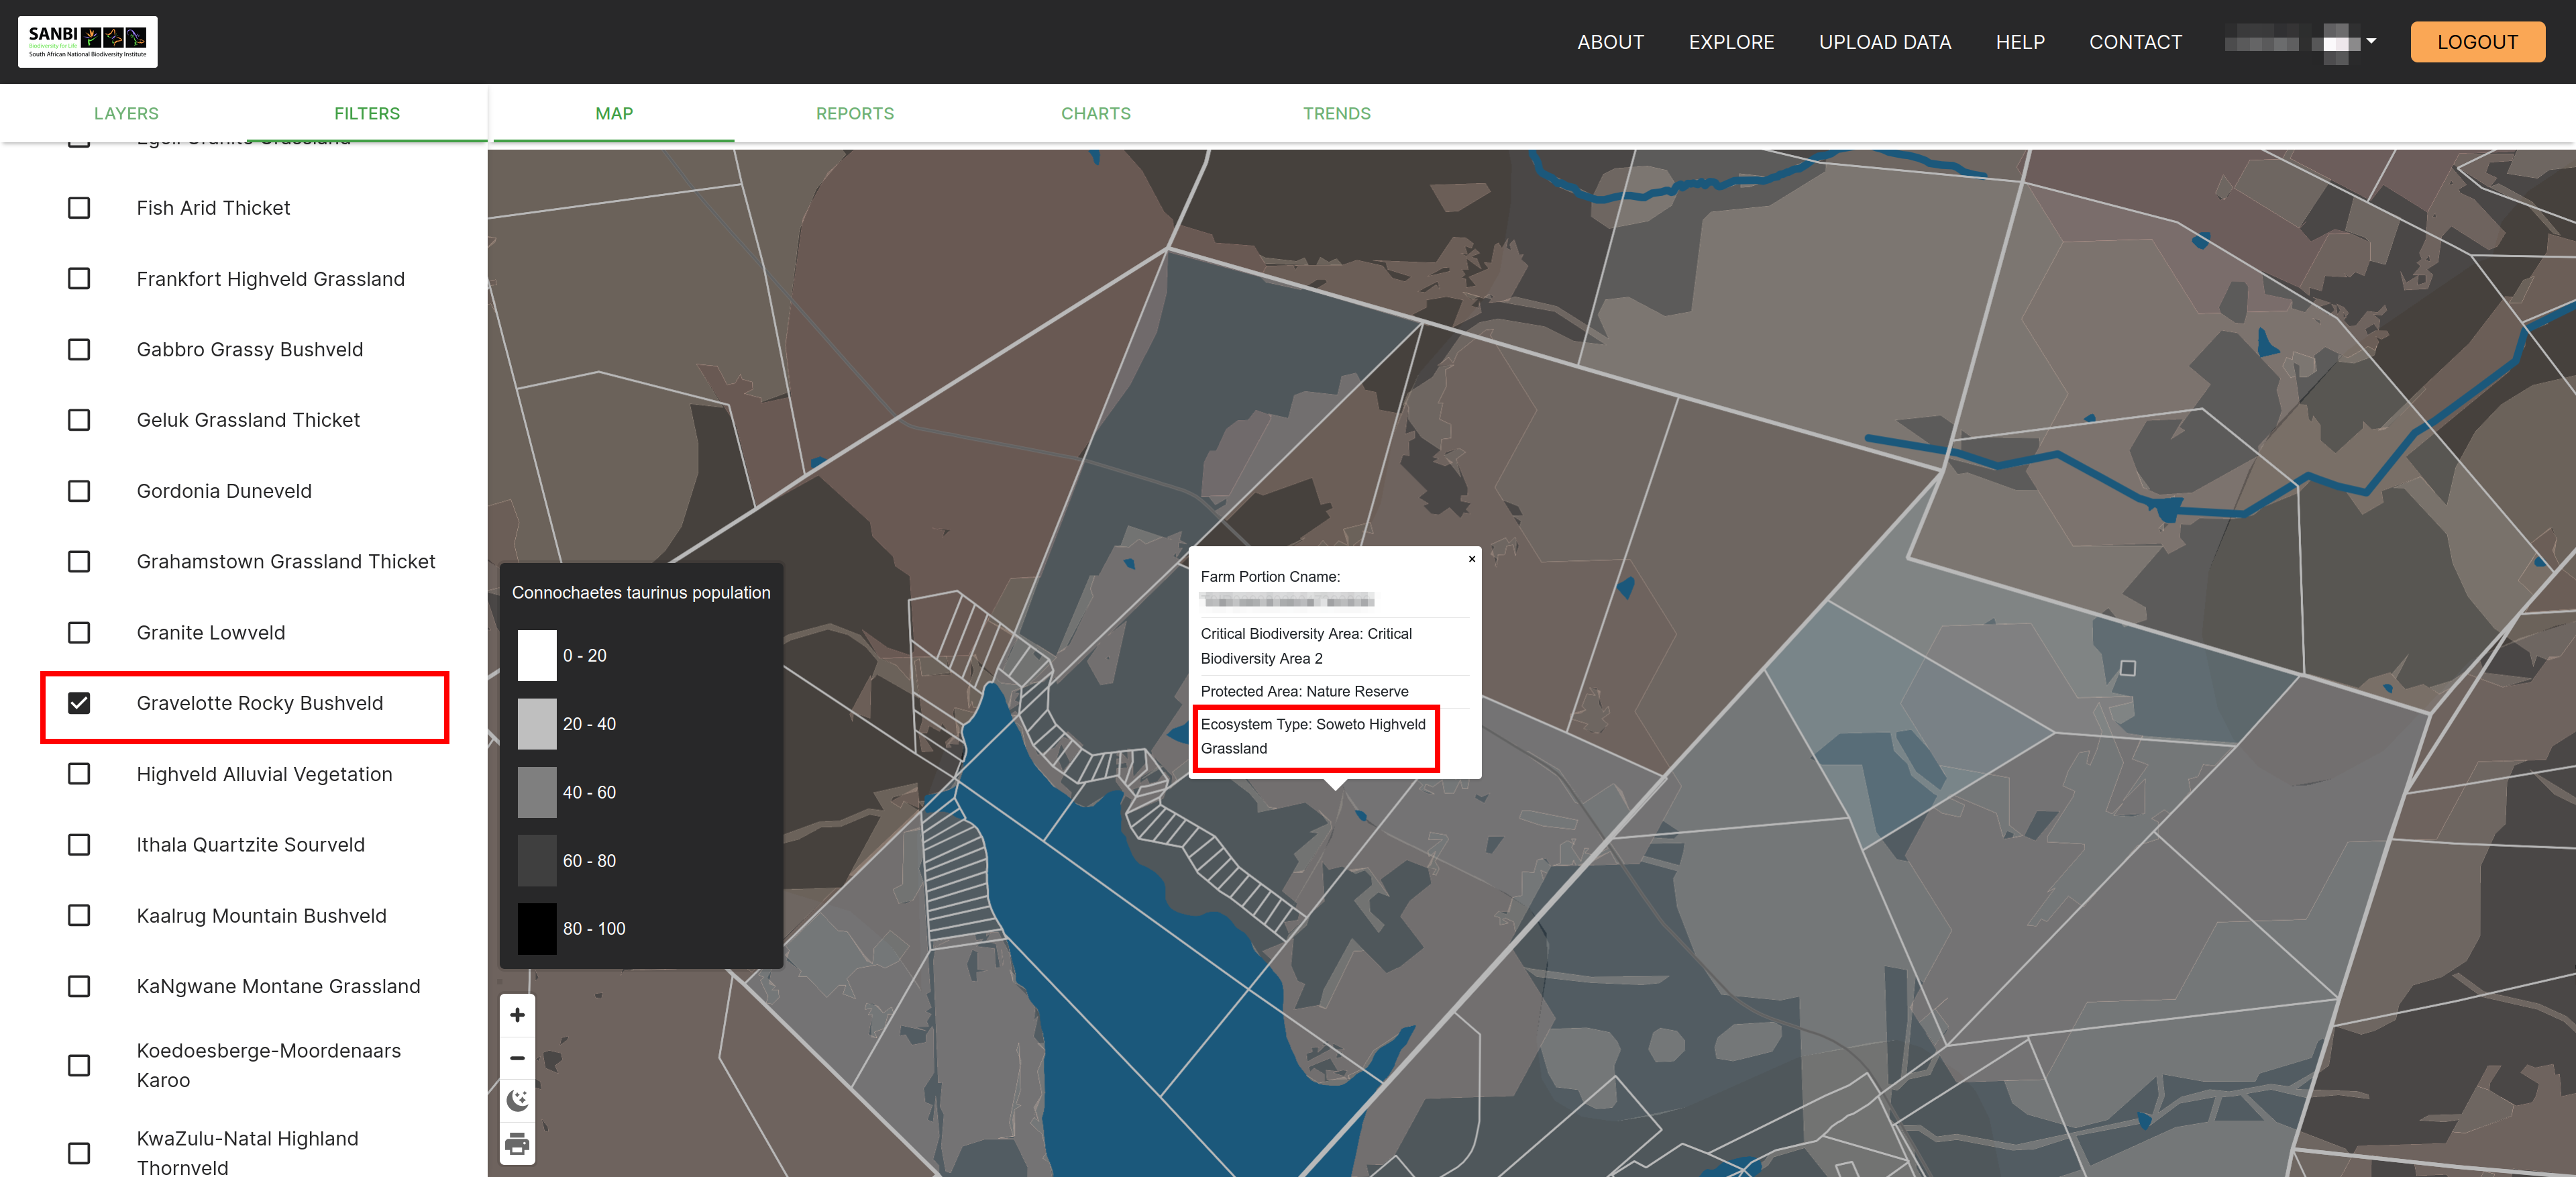 SANBI
Biodiversity for Life
South African National Biodiversity Institute
ABOUT
EXPLORE
UPLOAD DATA
HELP
CONTACT
LOGOUT
LAYERS
FILTERS
MAP
REPORTS
CHARTS
TRENDS
Egoli Granite Grassland
Fish Arid Thicket
Frankfort Highveld Grassland
Gabbro Grassy Bushveld
Geluk Grassland Thicket
Gordonia Duneveld
Grahamstown Grassland Thicket
Granite Lowveld
Gravelotte Rocky Bushveld
Highveld Alluvial Vegetation
Ithala Quartzite Sourveld
Kaalrug Mountain Bushveld
KaNgwane Montane Grassland
Koedoesberge-Moordenaars
Karoo
KwaZulu-Natal Highland
Thornveld
Connochaetes taurinus population
0 - 20
20 - 40
40 - 60
60 - 80
80 - 100
×
Farm Portion Cname:
Critical Biodiversity Area: Critical
Biodiversity Area 2
Protected Area: Nature Reserve
Ecosystem Type: Soweto Highveld
Grassland